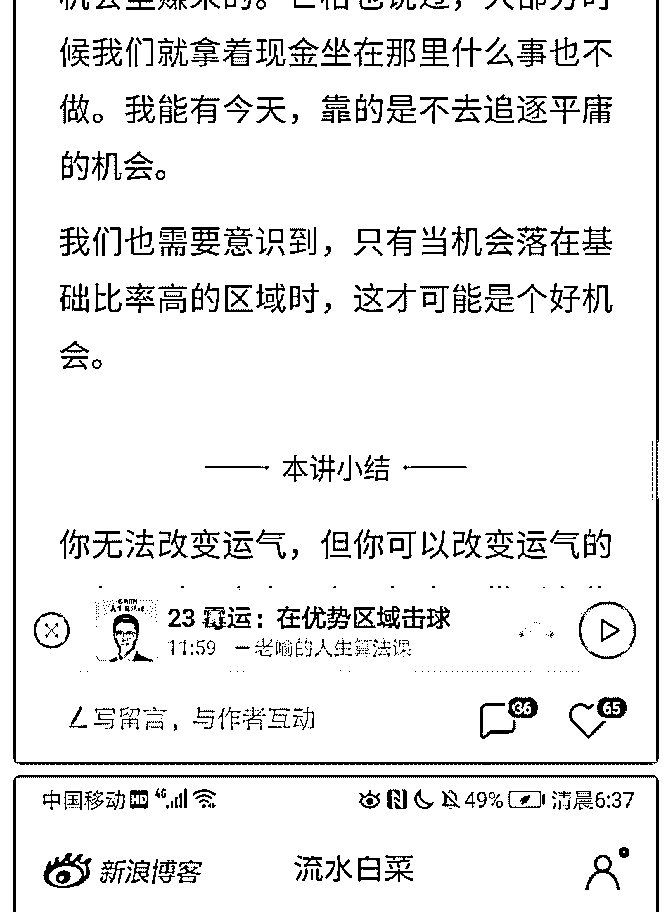 候我们就拿着现金坐在那里什么事也不
做。我能有今天，靠的是不去追逐平庸
的机会。
我们也需要意识到，只有当机会落在基
础比率高的区域时，这才可能是个好机
会。
本讲小结
你无法改变运气，但你可以改变运气的
23 霉运：在优势区域击球
11:59 老喻的人生算法课
写留言，与作者互动
36 65
中国移动 HD 4G 49% 清晨6:37
新浪博客 流水白菜